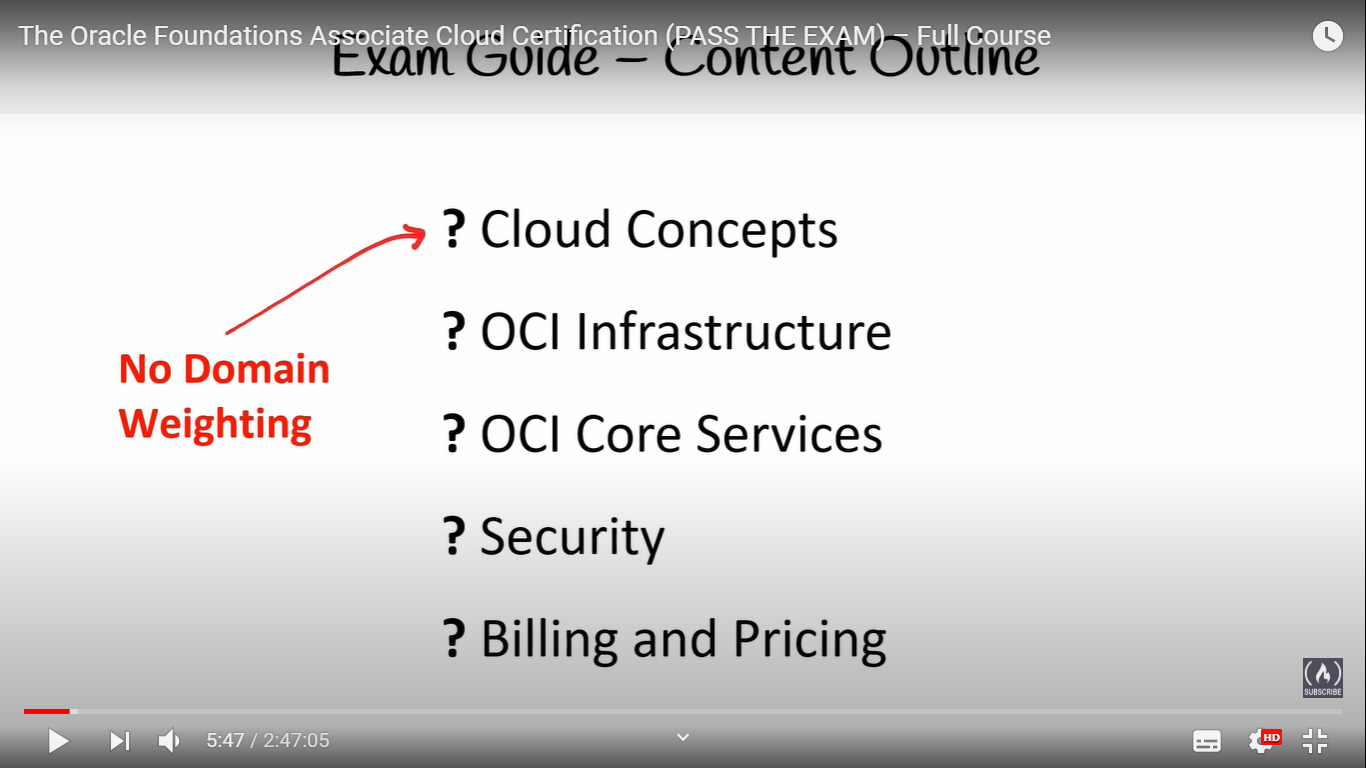 The Oracle Foundations Associate Cloud Certification (PASS THE EXAM) – Full Course
Exam Guide – Content Outline
? Cloud Concepts
? OCI Infrastructure
No Domain
Weighting
? OCI Core Services
? Security
? Billing and Pricing
SUBSCRIBE
5:47 / 2:47:05
HD